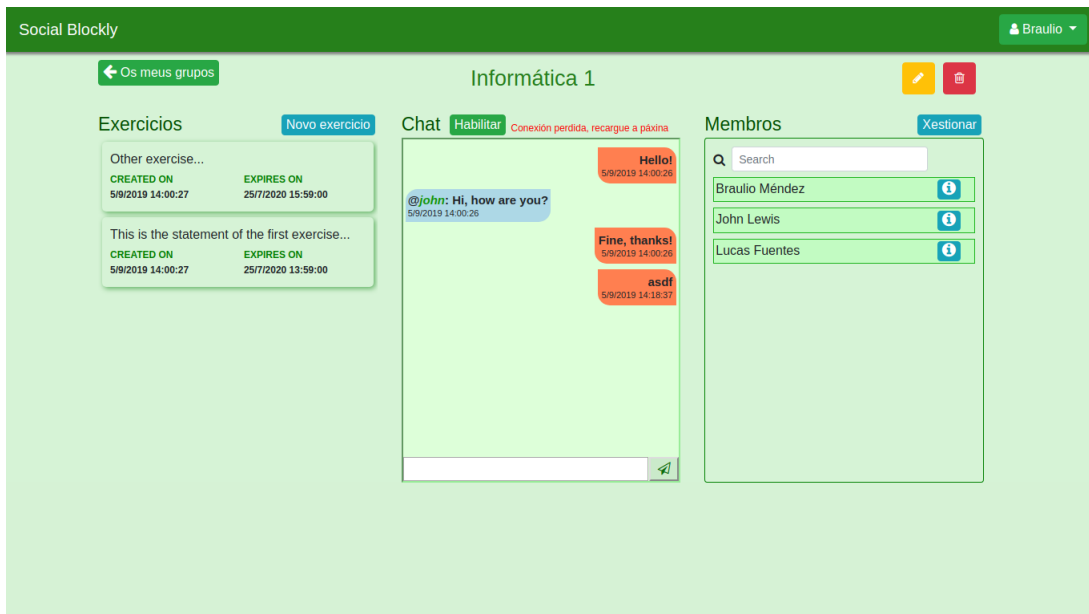 Social Blockly
Braulio
Os meus grupos
Informática 1
Exercicios
Novo exercicio
Other exercise...
CREATED ON
EXPIRES ON
5/9/2019 14:00:27
25/7/2020 15:59:00
This is the statement of the first exercise...
CREATED ON
EXPIRES ON
5/9/2019 14:00:27
25/7/2020 13:59:00
Chat
Habilitar
Conexión perdida, recargue a páxina
Hello!
5/9/2019 14:00:26
@john: Hi, how are you?
5/9/2019 14:00:26
Fine, thanks!
5/9/2019 14:00:26
asdf
5/9/2019 14:18:37
Membros
Xestionar
Search
Braulio Méndez
John Lewis
Lucas Fuentes